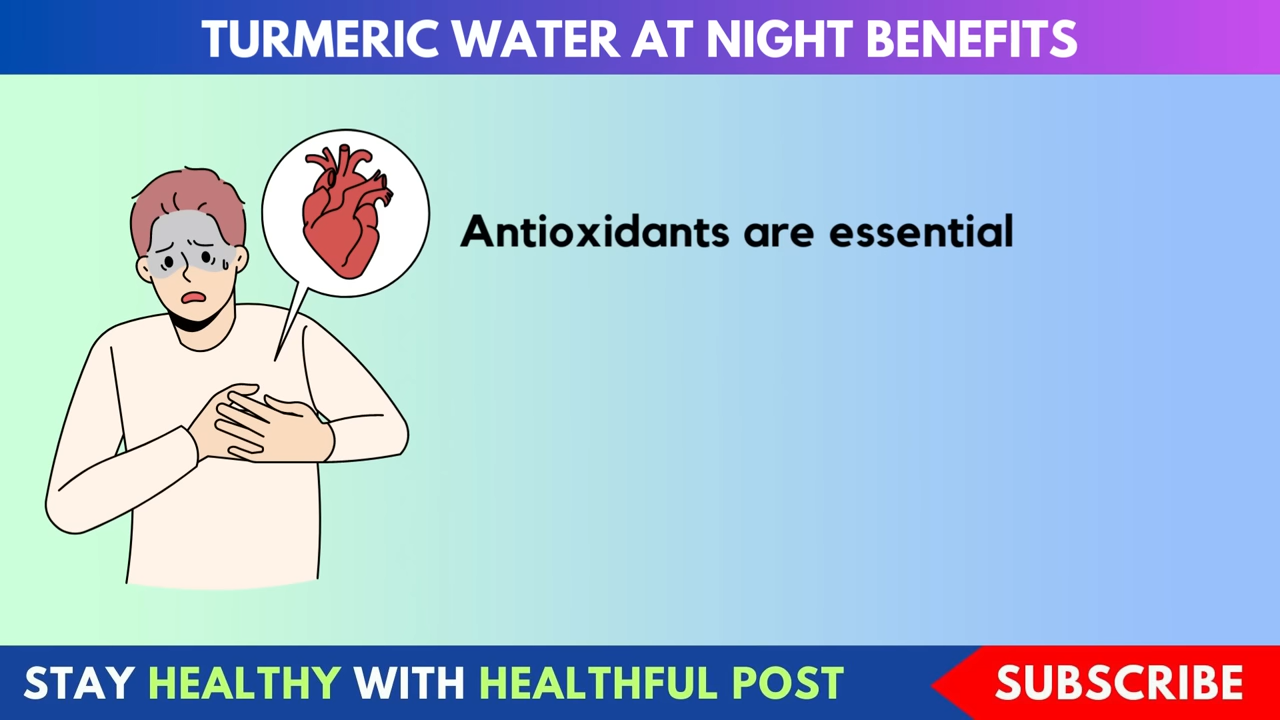 TURMERIC WATER AT NIGHT BENEFITS
Antioxidants are essential
STAY HEALTHY WITH HEALTHFUL POST
SUBSCRIBE